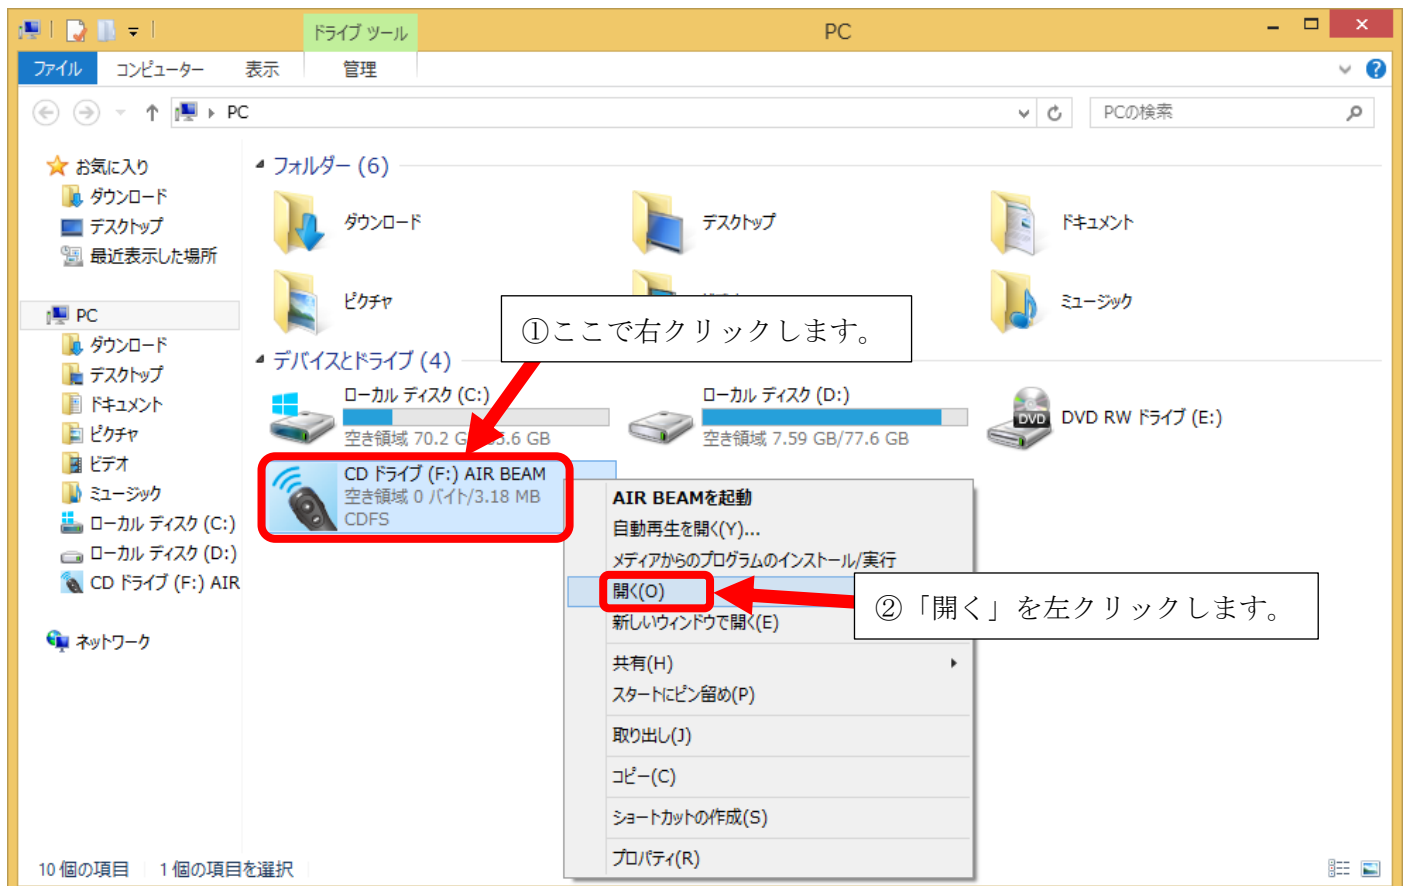 ドライブ ツール
PC
ファイル コンピューター 表示 管理
PC
PCの検索
お気に入り
ダウンロード
デスクトップ
最近表示した場所
PC
ダウンロード
デスクトップ
ドキュメント
ピクチャ
ビデオ
ミュージック
ローカル ディスク (C:)
ローカル ディスク (D:)
CD ドライブ (F:) AIR
ネットワーク
フォルダー (6)
ダウンロード
デスクトップ
ドキュメント
ピクチャ
ミュージック
①ここで右クリックします。
デバイスとドライブ (4)
ローカル ディスク (C:)
空き領域 70.2 G
.6 GB
ローカル ディスク (D:)
空き領域 7.59 GB/77.6 GB
DVD
DVD RW ドライブ (E:)
CD ドライブ (F:) AIR BEAM
空き領域 0 バイト/3.18 MB
CDFS
AIR BEAMを起動
自動再生を開く(Y)...
メディアからのプログラムのインストール/実行
開く(O)
②「開く」を左クリックします。
新しいウィンドウで開く(E)
共有(H)
スタートにピン留め(P)
取り出し(J)
コピー(C)
ショートカットの作成(S)
プロパティ(R)
10 個の項目 1 個の項目を選択